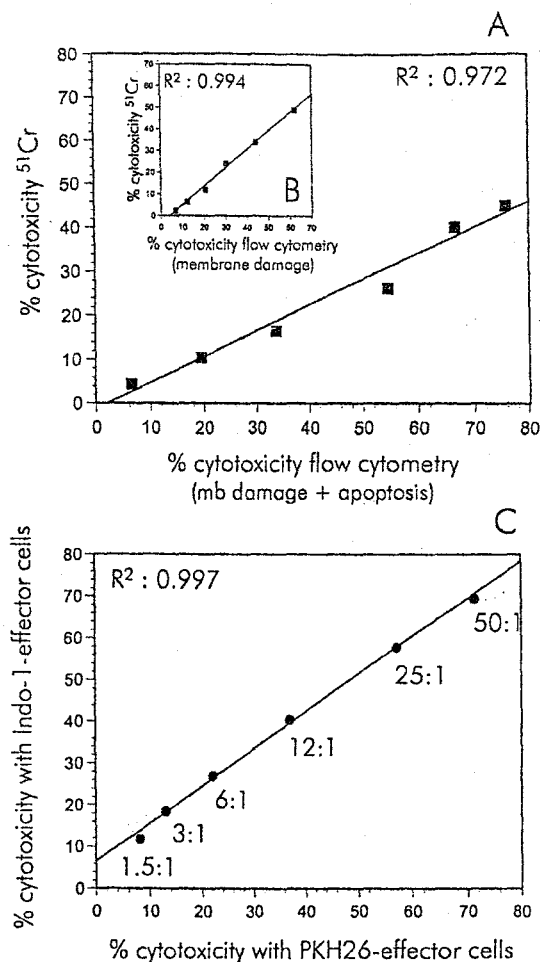 A
R² : 0.972
% cytotoxicity ⁵¹Cr
80
70
60
50
40
30
20
10
0
0 10 20 30 40 50 60 70 80
% cytotoxicity flow cytometry
(mb damage + apoptosis)
B
R² : 0.994
% cytotoxicity ⁵¹Cr
70
60
50
40
30
20
10
0
0 10 20 30 40 50 60 70
% cytotoxicity flow cytometry
(membrane damage)
C
R² : 0.997
% cytotoxicity with Indo-1-effector cells
80
70
60
50
40
30
20
10
0
50:1
25:1
12:1
6:1
3:1
1.5:1
0 10 20 30 40 50 60 70 80
% cytotoxicity with PKH26-effector cells